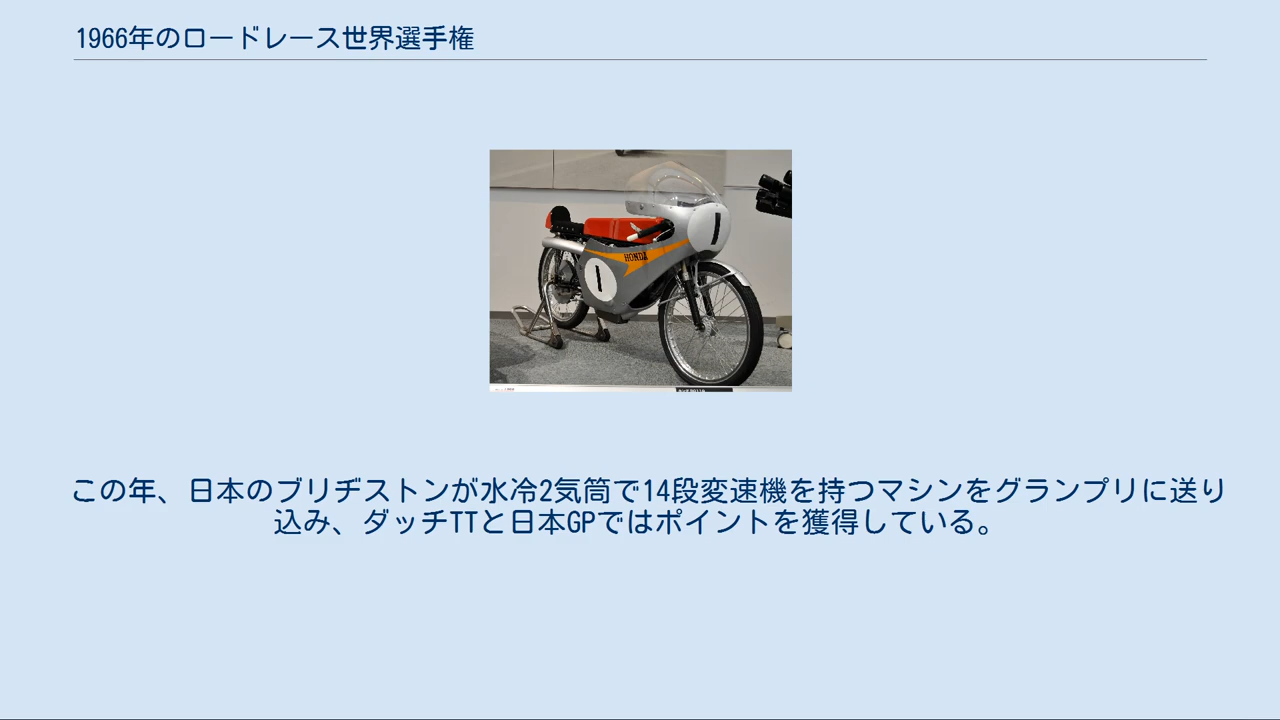 1966年のロードレース世界選手権
1
HONDA
1
この年、日本のブリヂストンが水冷2気筒で14段変速機を持つマシンをグランプリに送り
込み、ダッチTTと日本GPではポイントを獲得している。